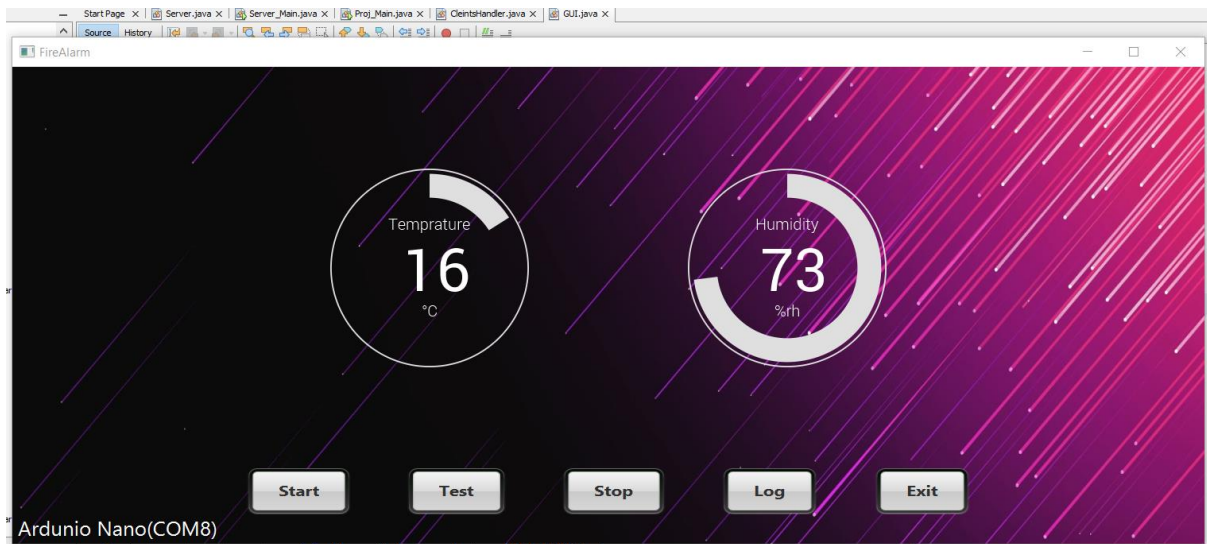 Start Page X Server.java X Server_Main.java X Proj_Main.java X CleintsHandler.java X GUI.java X
Source History
FireAlarm
Temprature
16
°C
Humidity
73
%rh
Start Test Stop Log Exit
Ardunio Nano(COM8)